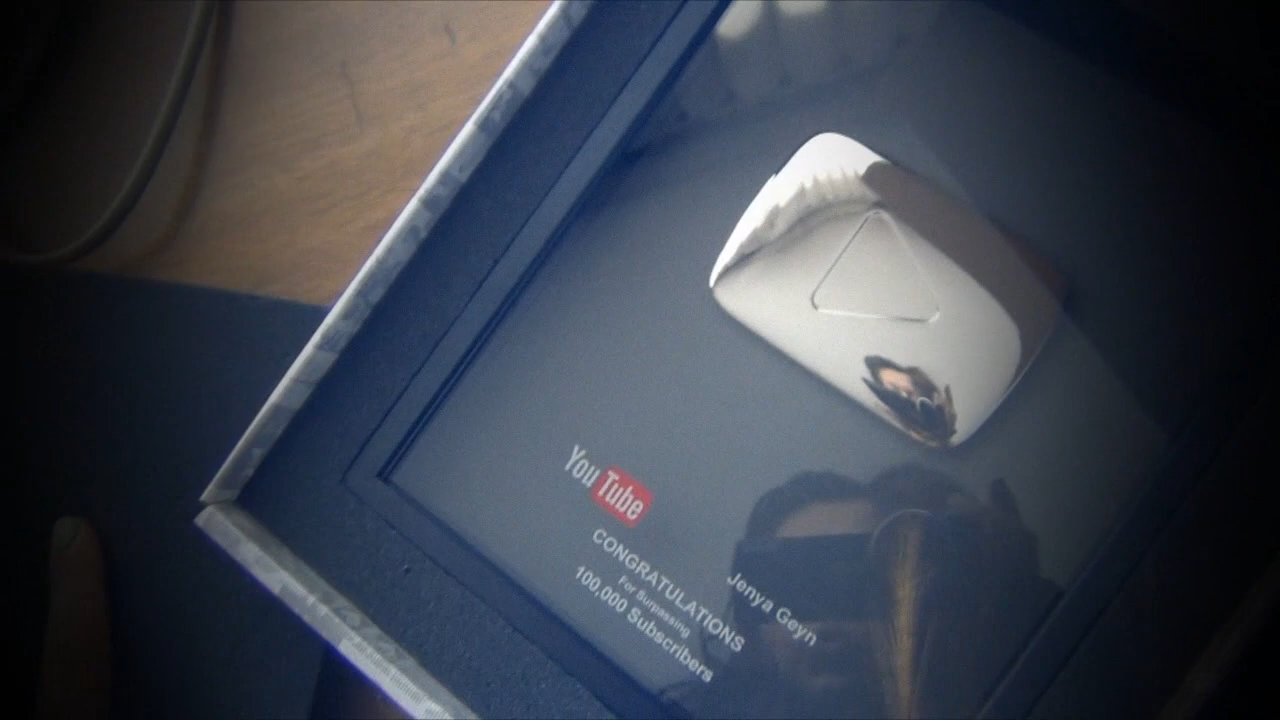 YouTube
Jenya Geyn
CONGRATULATIONS
For Surpassing
100,000 Subscribers